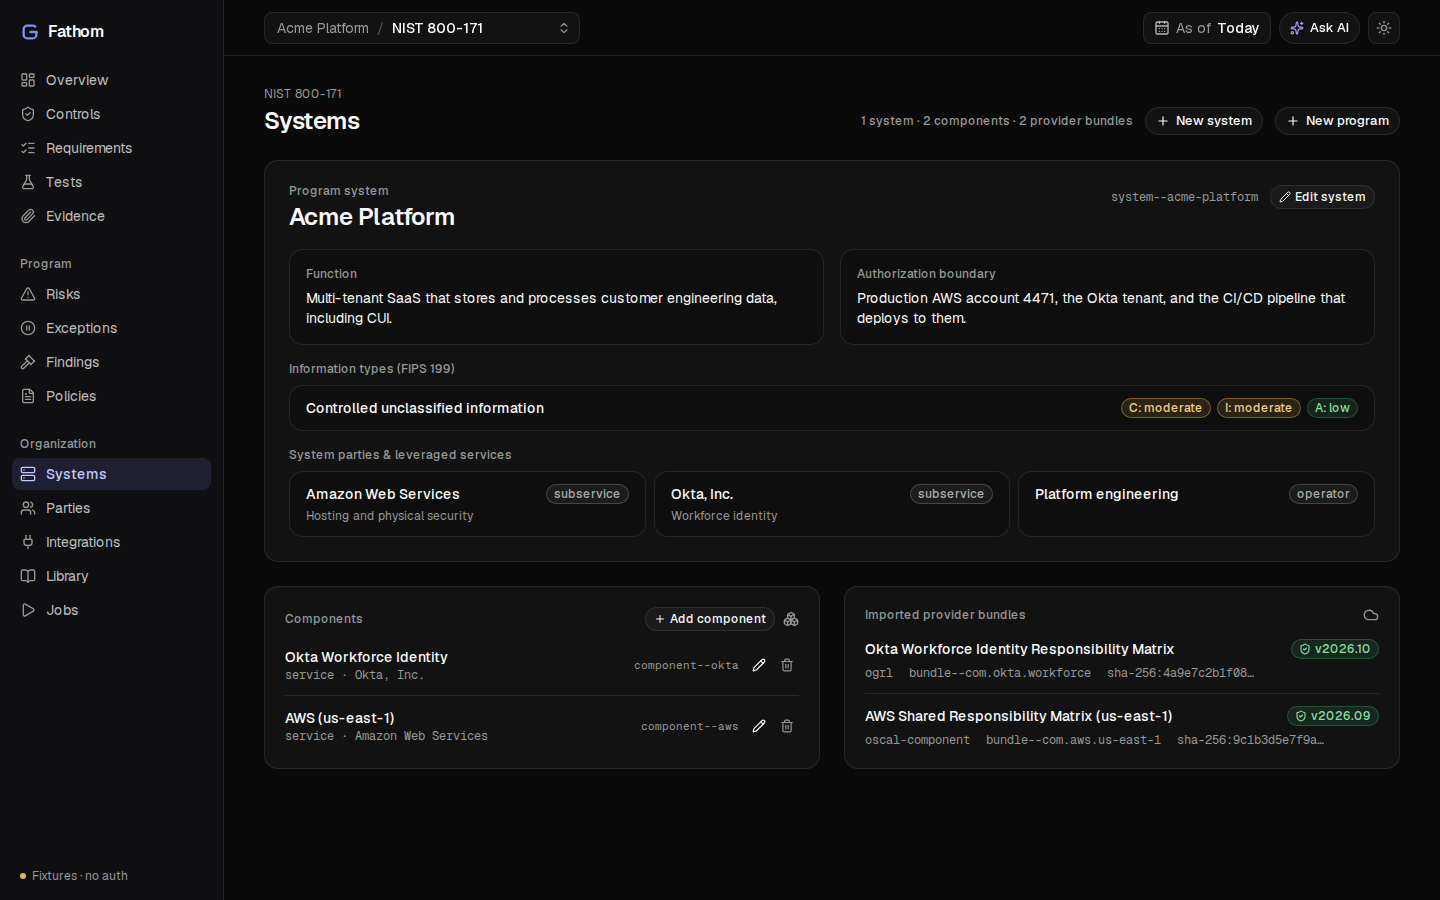 Fathom
Overview
Controls
Requirements
Tests
Evidence
Program
Risks
Exceptions
Findings
Policies
Organization
Systems
Parties
Integrations
Library
Jobs
Fixtures · no auth
Acme Platform / NIST 800-171
As of Today
Ask AI
NIST 800-171
Systems
1 system · 2 components · 2 provider bundles
New system
New program
Program system
Acme Platform
system--acme-platform
Edit system
Function
Multi-tenant SaaS that stores and processes customer engineering data,
including CUI.
Authorization boundary
Production AWS account 4471, the Okta tenant, and the CI/CD pipeline that
deploys to them.
Information types (FIPS 199)
Controlled unclassified information
C: moderate
I: moderate
A: low
System parties & leveraged services
Amazon Web Services
subservice
Hosting and physical security
Okta, Inc.
subservice
Workforce identity
Platform engineering
operator
Components
Add component
Okta Workforce Identity
service · Okta, Inc.
component--okta
AWS (us-east-1)
service · Amazon Web Services
component--aws
Imported provider bundles
Okta Workforce Identity Responsibility Matrix
v2026.10
ogrl bundle--com.okta.workforce sha-256:4a9e7c2b1f08…
AWS Shared Responsibility Matrix (us-east-1)
v2026.09
oscal-component bundle--com.aws.us-east-1 sha-256:9c1b3d5e7f9a…